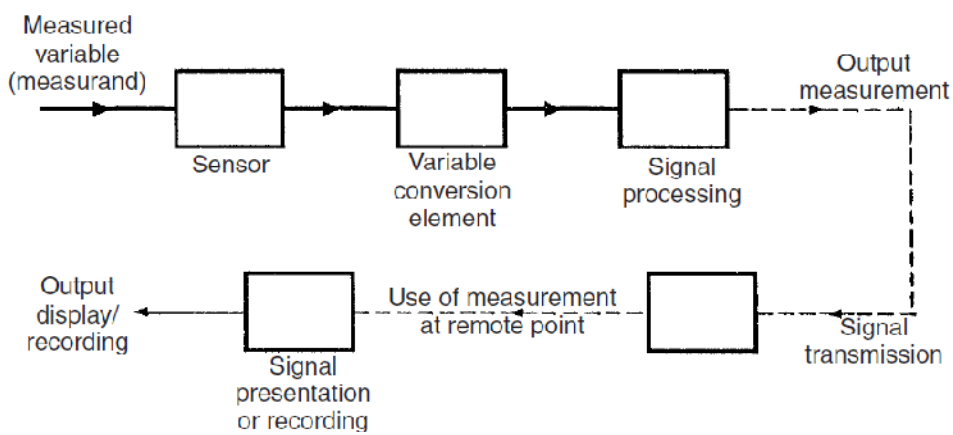 Measured
variable
(measurand)
Sensor
Variable
conversion
element
Signal
processing
Output
measurement
Signal
transmission
Use of measurement
at remote point
Signal
presentation
or recording
Output
display/
recording